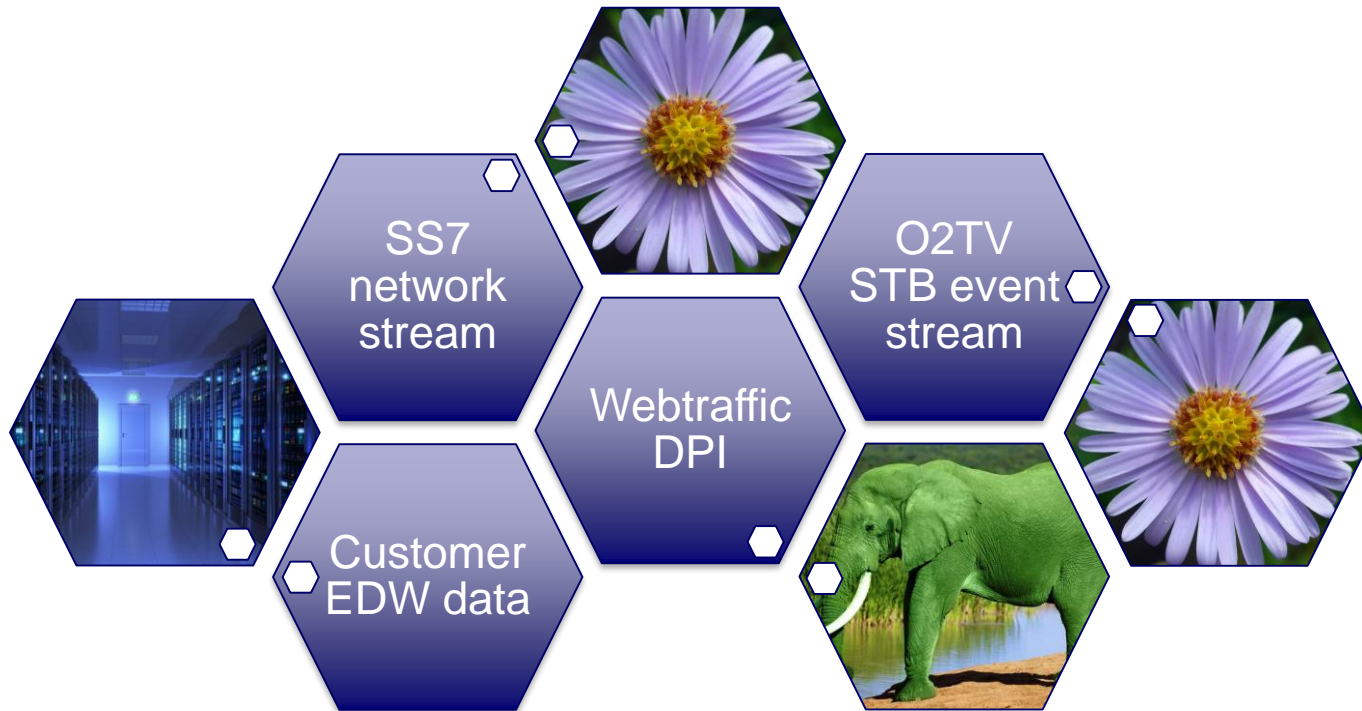 SS7
network
stream
O2TV
STB event
stream
Webtraffic
DPI
Customer
EDW data